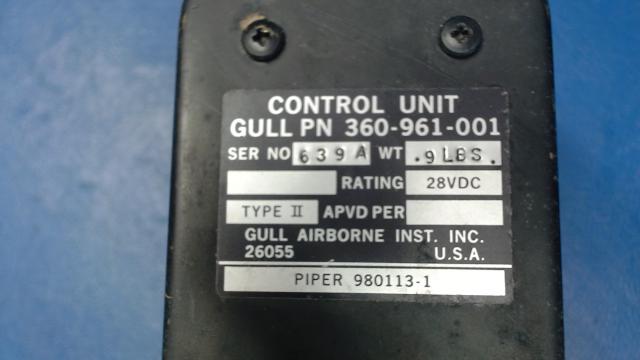 CONTROL UNIT
GULL PN 360-961-001
SER NO 639A WT .9 LBS.
RATING 28VDC
TYPE II APVD PER
GULL AIRBORNE INST. INC.
26055 U.S.A.
PIPER 980113-1